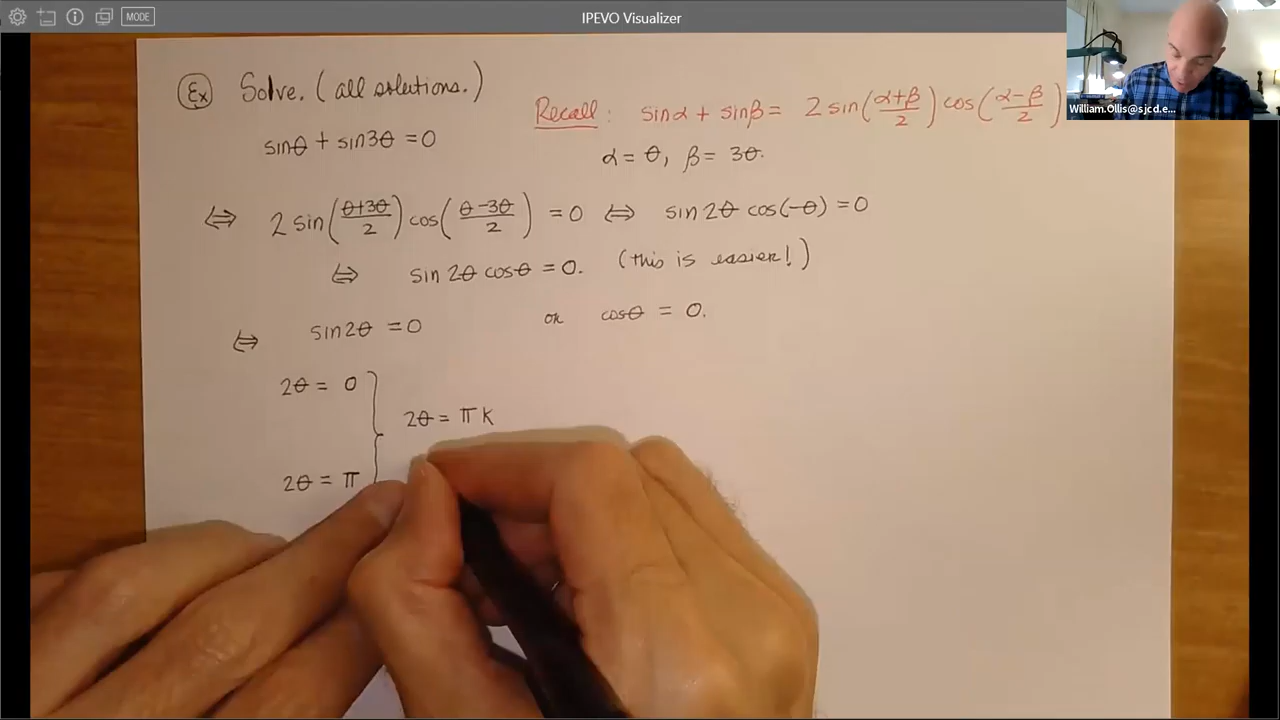 MODE
IPEVO Visualizer
William.Ollis@sjcd.e...
Ex Solve. (all solutions.)
Recall: sinα + sinβ = 2 sin((α+β)/2) cos((α-β)/2)
sinθ + sin3θ = 0
α = θ, β = 3θ.
⇔ 2 sin((θ+3θ)/2) cos((θ-3θ)/2) = 0 ⇔ sin 2θ cos(-θ) = 0
⇔ sin 2θ cosθ = 0. (this is easier!)
⇔ sin2θ = 0 or cosθ = 0.
2θ = 0
2θ = π k
2θ = π